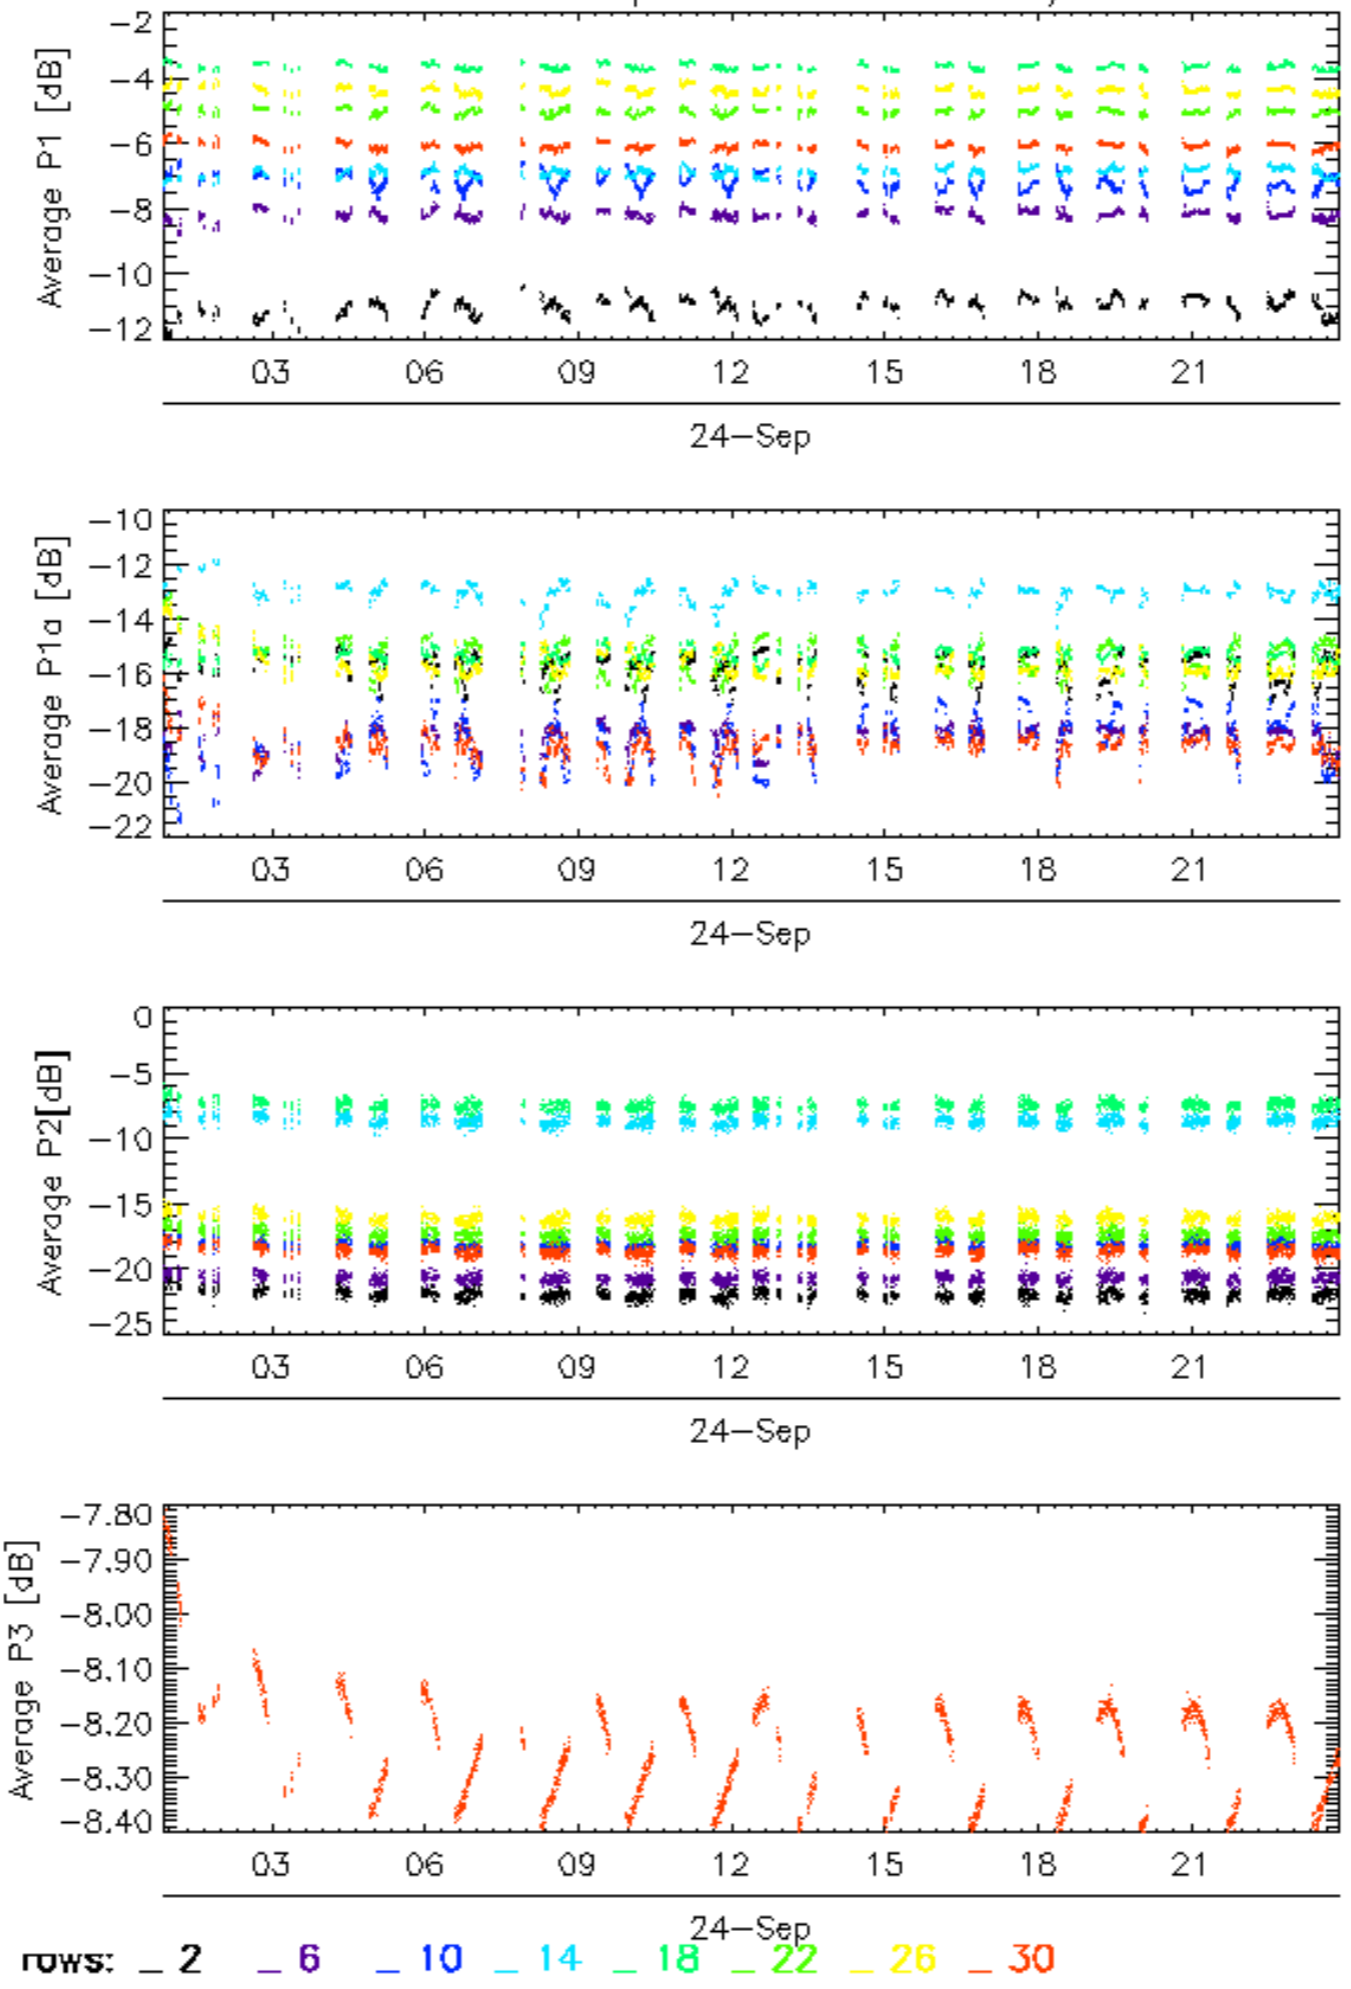 Average P1 [dB]
-2
-4
-6
-8
-10
-12
03 06 09 12 15 18 21
24-Sep
Average P1a [dB]
-10
-12
-14
-16
-18
-20
-22
03 06 09 12 15 18 21
24-Sep
Average P2[dB]
0
-5
-10
-15
-20
-25
03 06 09 12 15 18 21
24-Sep
Average P3 [dB]
-7.80
-7.90
-8.00
-8.10
-8.20
-8.30
-8.40
03 06 09 12 15 18 21
24-Sep
rows: _ 2 _ 6 _ 10 _ 14 _ 18 _ 22 _ 26 _ 30